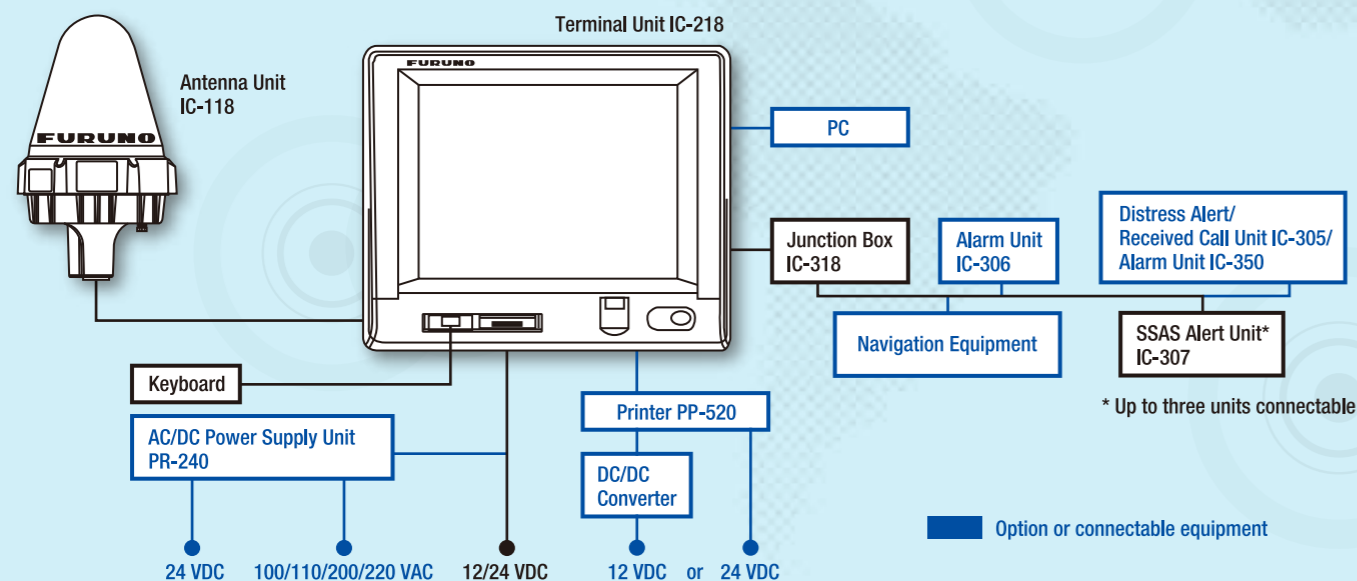 Terminal Unit IC-218
FURUNO
Antenna Unit
IC-118
FURUNO
PC
Junction Box
IC-318
Alarm Unit
IC-306
Distress Alert/
Received Call Unit IC-305/
Alarm Unit IC-350
Navigation Equipment
SSAS Alert Unit*
IC-307
* Up to three units connectable
Keyboard
AC/DC Power Supply Unit
PR-240
Printer PP-520
DC/DC
Converter
Option or connectable equipment
24 VDC
100/110/200/220 VAC
12/24 VDC
12 VDC or 24 VDC